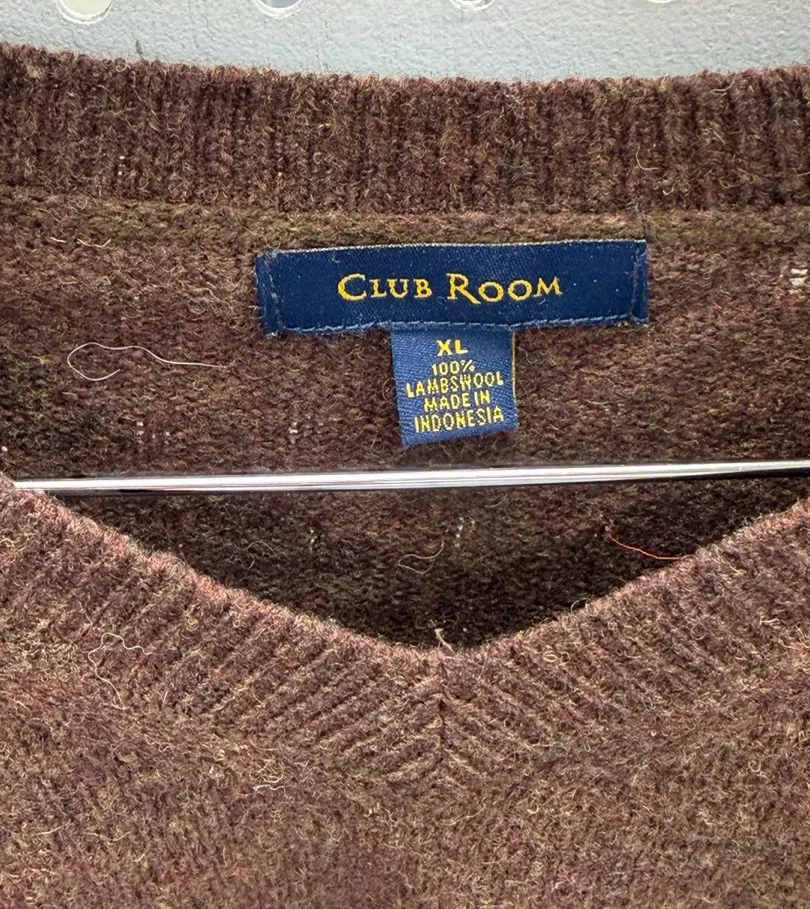 CLUB ROOM
XL
100%
LAMBSWOOL
MADE IN
INDONESIA